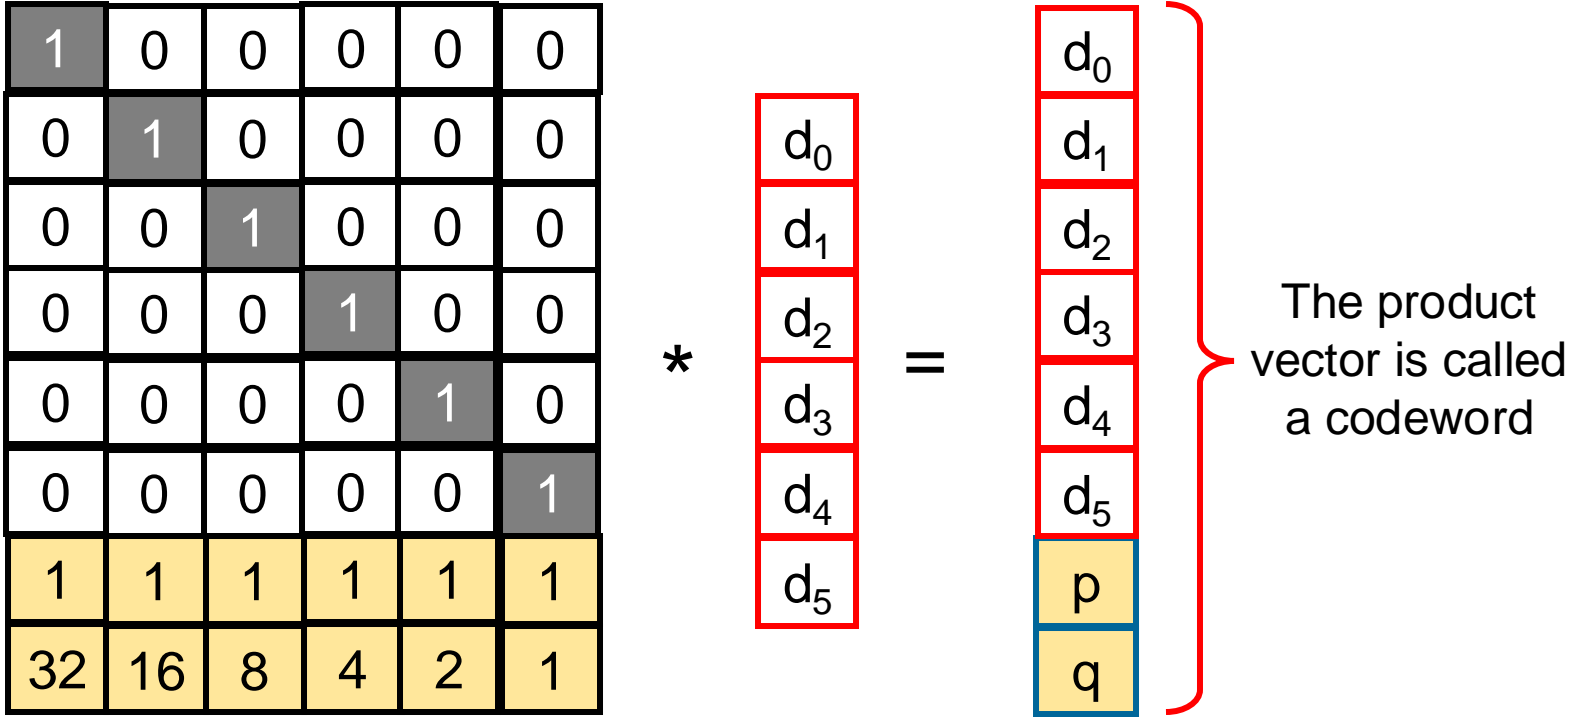 1 0 0 0 0 0
0 1 0 0 0 0
0 0 1 0 0 0
0 0 0 1 0 0
0 0 0 0 1 0
0 0 0 0 0 1
1 1 1 1 1 1
32 16 8 4 2 1
*
d₀
d₁
d₂
d₃
d₄
d₅
=
d₀
d₁
d₂
d₃
d₄
d₅
p
q
The product
vector is called
a codeword